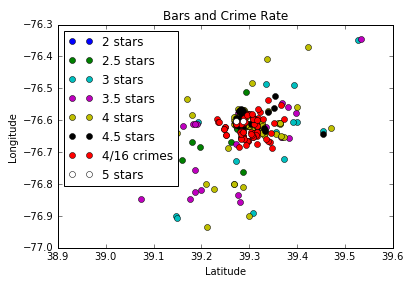 Bars and Crime Rate
−76.3
−76.4
−76.5
−76.6
−76.7
−76.8
−76.9
−77.0
Longitude
2 stars
2.5 stars
3 stars
3.5 stars
4 stars
4.5 stars
4/16 crimes
5 stars
38.9 39.0 39.1 39.2 39.3 39.4 39.5 39.6
Latitude